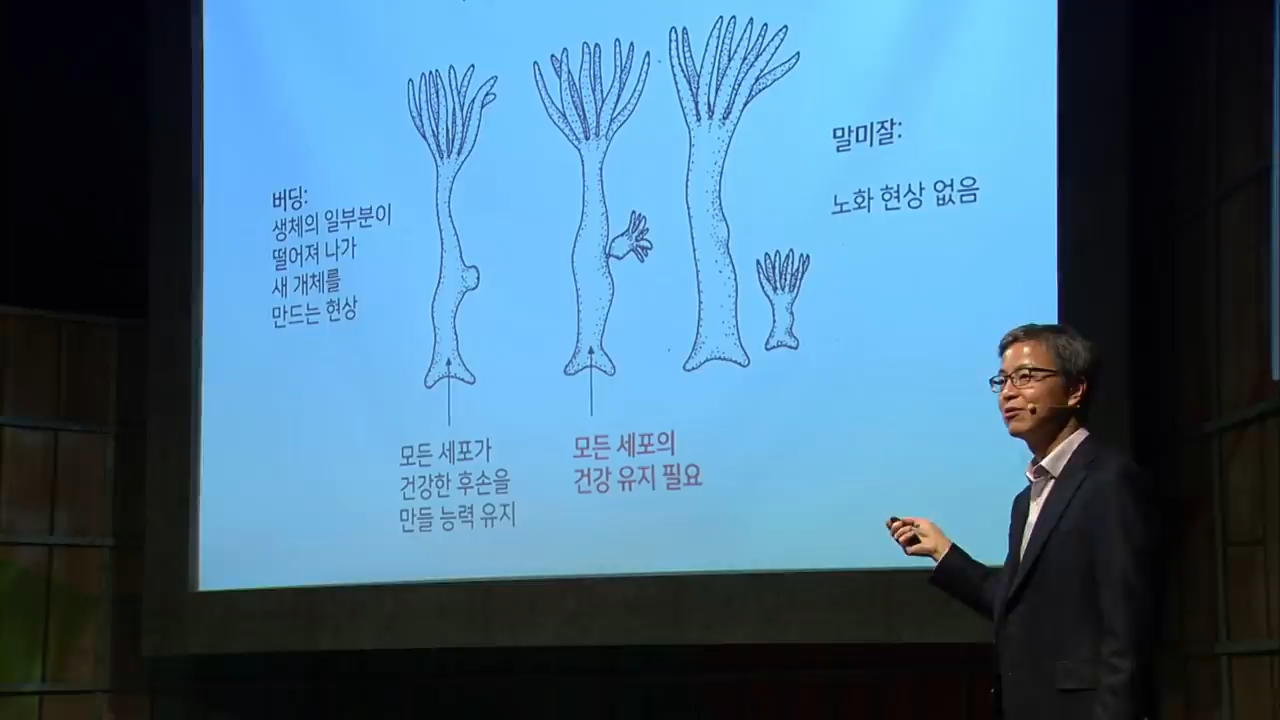 버딩:
생체의 일부분이
떨어져 나가
새 개체를
만드는 현상
모든 세포가
건강한 후손을
만들 능력 유지
모든 세포의
건강 유지 필요
말미잘:
노화 현상 없음